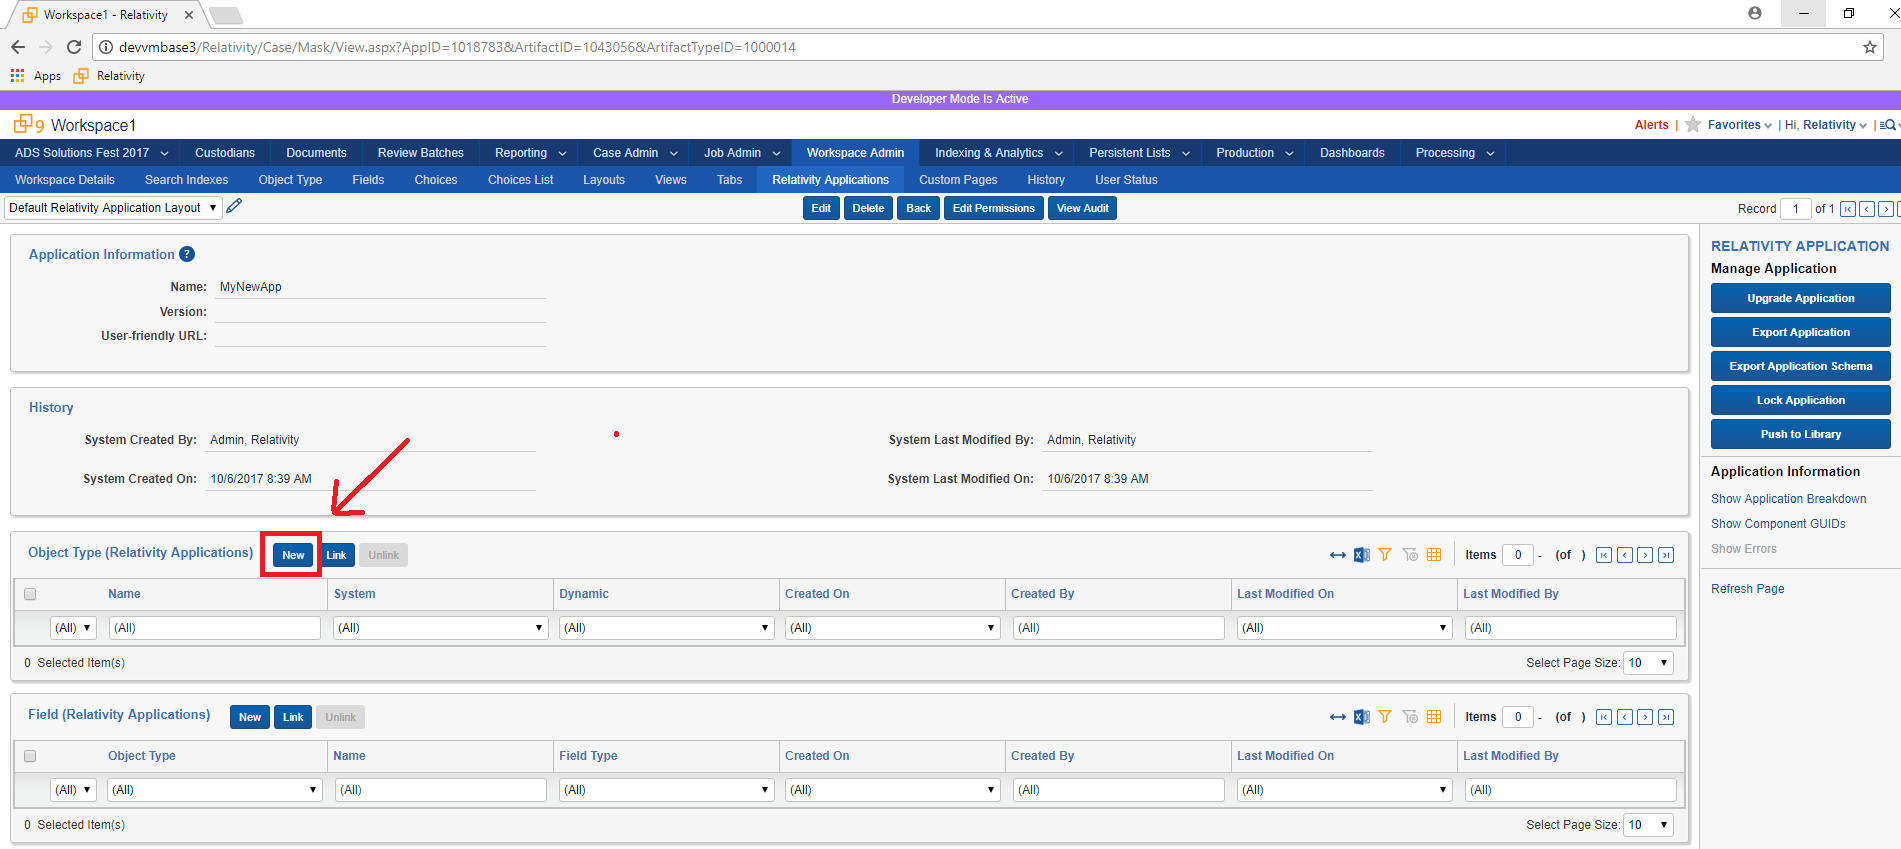 Workspace1 - Relativity
devvmbase3/Relativity/Case/Mask/View.aspx?AppID=1018783&ArtifactID=1043056&ArtifactTypeID=1000014
Apps Relativity
Developer Mode Is Active
9 Workspace1 Alerts | Favorites | Hi, Relativity |
ADS Solutions Fest 2017 Custodians Documents Review Batches Reporting Case Admin Job Admin Workspace Admin Indexing & Analytics Persistent Lists Production Dashboards Processing
Workspace Details Search Indexes Object Type Fields Choices Choices List Layouts Views Tabs Relativity Applications Custom Pages History User Status
Default Relativity Application Layout Edit Delete Back Edit Permissions View Audit Record 1 of 1
Application Information ?
Name: MyNewApp
Version:
User-friendly URL:
History
System Created By: Admin, Relativity System Last Modified By: Admin, Relativity
System Created On: 10/6/2017 8:39 AM System Last Modified On: 10/6/2017 8:39 AM
Object Type (Relativity Applications) New Link Unlink Items 0 - (of )
Name System Dynamic Created On Created By Last Modified On Last Modified By
(All) (All) (All) (All) (All) (All) (All) (All)
0 Selected Item(s) Select Page Size: 10
Field (Relativity Applications) New Link Unlink Items 0 - (of )
Object Type Name Field Type Created On Created By Last Modified On Last Modified By
(All) (All) (All) (All) (All) (All) (All) (All)
0 Selected Item(s) Select Page Size: 10
RELATIVITY APPLICATION
Manage Application
Upgrade Application
Export Application
Export Application Schema
Lock Application
Push to Library
Application Information
Show Application Breakdown
Show Component GUIDs
Show Errors
Refresh Page